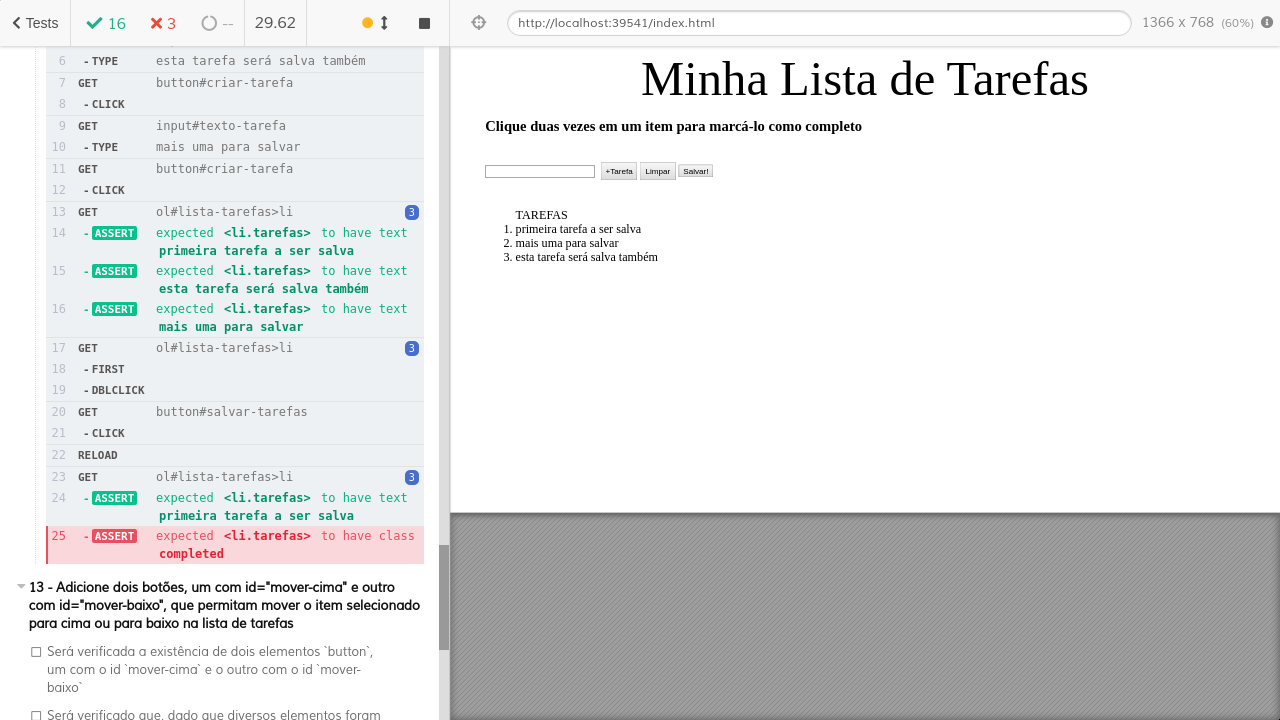 Tests 16 3 -- 29.62
http://localhost:39541/index.html 1366 x 768 (60%)
6 -TYPE esta tarefa será salva também
7 GET button#criar-tarefa
8 -CLICK
9 GET input#texto-tarefa
10 -TYPE mais uma para salvar
11 GET button#criar-tarefa
12 -CLICK
13 GET ol#lista-tarefas>li 3
14 -ASSERT expected <li.tarefas> to have text
primeira tarefa a ser salva
15 -ASSERT expected <li.tarefas> to have text
esta tarefa será salva também
16 -ASSERT expected <li.tarefas> to have text
mais uma para salvar
17 GET ol#lista-tarefas>li 3
18 -FIRST
19 -DBLCLICK
20 GET button#salvar-tarefas
21 -CLICK
22 RELOAD
23 GET ol#lista-tarefas>li 3
24 -ASSERT expected <li.tarefas> to have text
primeira tarefa a ser salva
25 -ASSERT expected <li.tarefas> to have class
completed
13 - Adicione dois botões, um com id="mover-cima" e outro
com id="mover-baixo", que permitam mover o item selecionado
para cima ou para baixo na lista de tarefas
Será verificada a existência de dois elementos `button`,
um com o id `mover-cima` e o outro com o id `mover-
baixo`
Será verificado que, dado que diversos elementos foram
Minha Lista de Tarefas
Clique duas vezes em um item para marcá-lo como completo
+Tarefa Limpar Salvar!
TAREFAS
1. primeira tarefa a ser salva
2. mais uma para salvar
3. esta tarefa será salva também